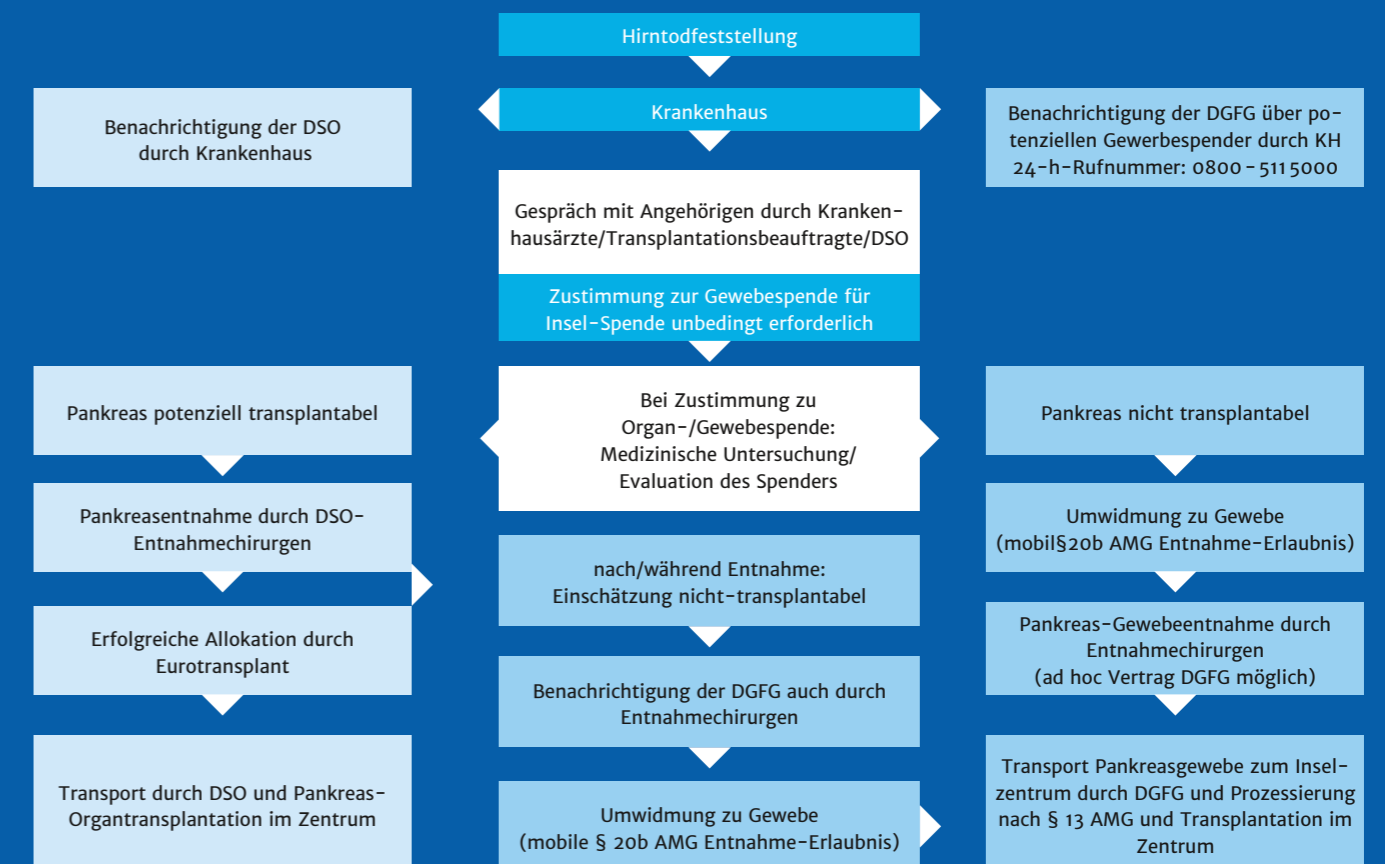 Hirntodfeststellung
Benachrichtigung der DSO
durch Krankenhaus
Krankenhaus
Benachrichtigung der DGFG über po-
tenziellen Gewerbespender durch KH
24-h-Rufnummer: 0800 - 511 5000
Gespräch mit Angehörigen durch Kranken-
hausärzte/Transplantationsbeauftragte/DSO
Zustimmung zur Gewebespende für
Insel-Spende unbedingt erforderlich
Pankreas potenziell transplantabel
Bei Zustimmung zu
Organ-/Gewebespende:
Medizinische Untersuchung/
Evaluation des Spenders
Pankreas nicht transplantabel
Pankreasentnahme durch DSO-
Entnahmechirurgen
Umwidmung zu Gewebe
(mobil§20b AMG Entnahme-Erlaubnis)
nach/während Entnahme:
Einschätzung nicht-transplantabel
Erfolgreiche Allokation durch
Eurotransplant
Pankreas-Gewebeentnahme durch
Entnahmechirurgen
(ad hoc Vertrag DGFG möglich)
Benachrichtigung der DGFG auch durch
Entnahmechirurgen
Transport durch DSO und Pankreas-
Organtransplantation im Zentrum
Umwidmung zu Gewebe
(mobile § 20b AMG Entnahme-Erlaubnis)
Transport Pankreasgewebe zum Insel-
zentrum durch DGFG und Prozessierung
nach § 13 AMG und Transplantation im
Zentrum